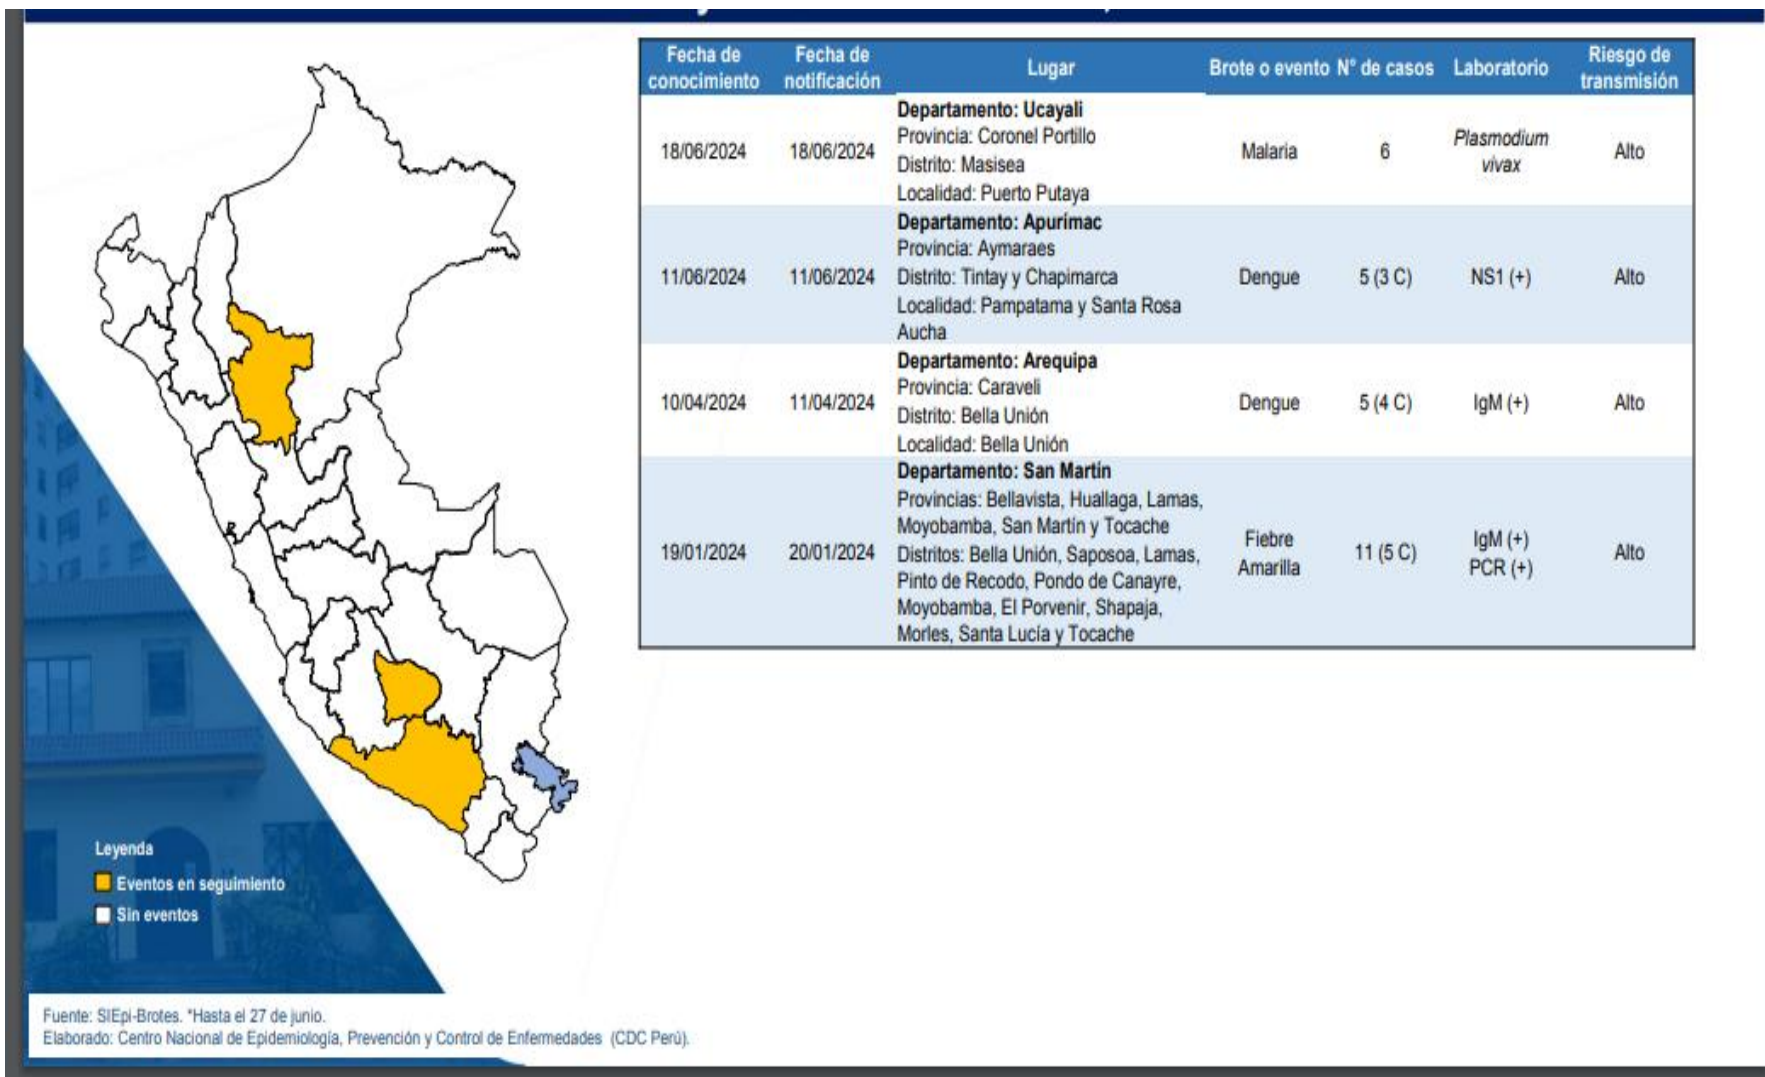 Fecha de conocimiento
Fecha de notificación
Lugar
Brote o evento
N° de casos
Laboratorio
Riesgo de transmisión
18/06/2024
18/06/2024
Departamento: Ucayali
Provincia: Coronel Portillo
Distrito: Masisea
Localidad: Puerto Putaya
Malaria
6
Plasmodium
vivax
Alto
11/06/2024
11/06/2024
Departamento: Apurímac
Provincia: Aymaraes
Distrito: Tintay y Chapimarca
Localidad: Pampatama y Santa Rosa
Aucha
Dengue
5 (3 C)
NS1 (+)
Alto
10/04/2024
11/04/2024
Departamento: Arequipa
Provincia: Caraveli
Distrito: Bella Unión
Localidad: Bella Unión
Dengue
5 (4 C)
IgM (+)
Alto
19/01/2024
20/01/2024
Departamento: San Martín
Provincias: Bellavista, Huallaga, Lamas,
Moyobamba, San Martín y Tocache
Distritos: Bella Unión, Saposoa, Lamas,
Pinto de Recodo, Pondo de Canayre,
Moyobamba, El Porvenir, Shapaja,
Morles, Santa Lucía y Tocache
Fiebre
Amarilla
11 (5 C)
IgM (+)
PCR (+)
Alto
Leyenda
Eventos en seguimiento
Sin eventos
Fuente: SIEpi-Brotes. *Hasta el 27 de junio.
Elaborado: Centro Nacional de Epidemiología, Prevención y Control de Enfermedades (CDC Perú).